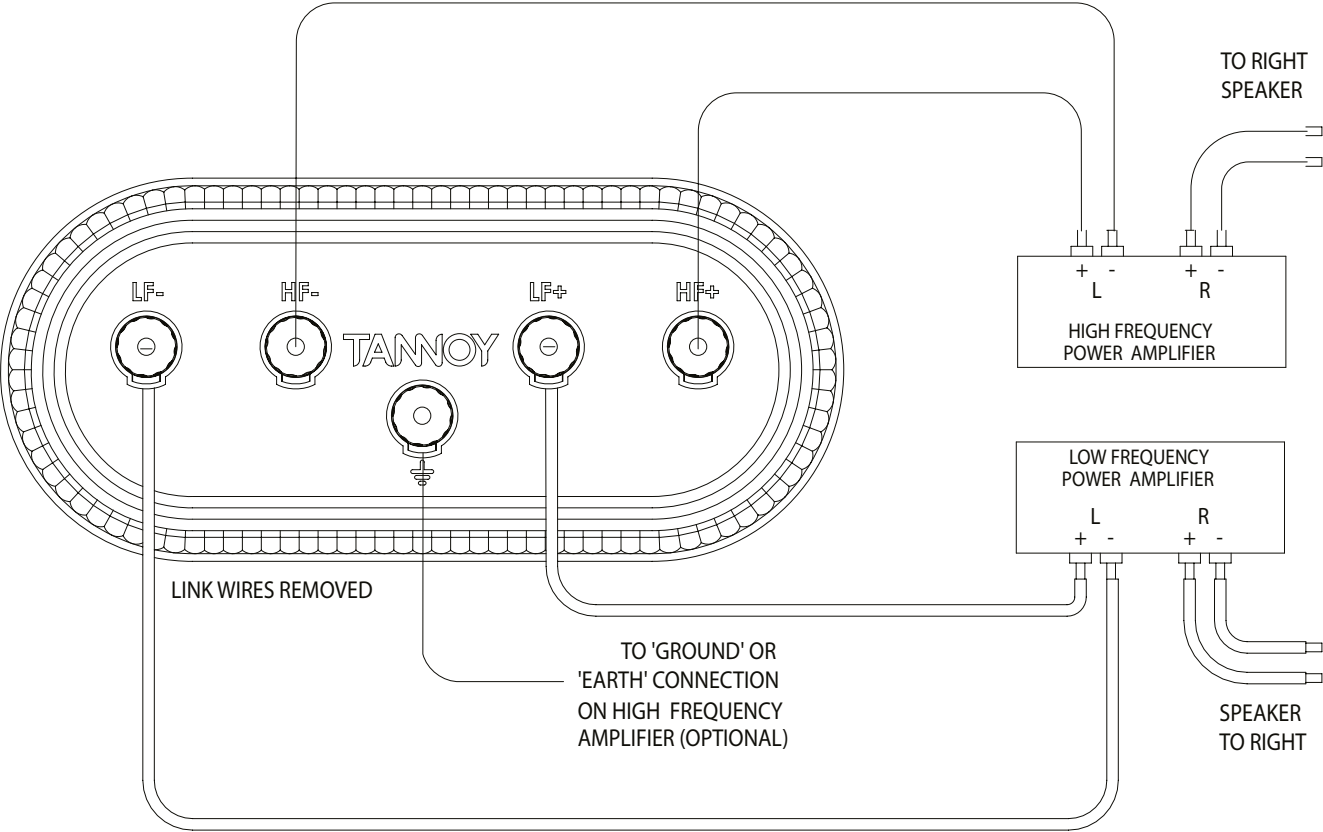 TO RIGHT
SPEAKER
LF-
HF-
LF+
HF+
TANNOY
+ - + -
L R
HIGH FREQUENCY
POWER AMPLIFIER
LOW FREQUENCY
POWER AMPLIFIER
L R
+ - + -
LINK WIRES REMOVED
TO 'GROUND' OR
'EARTH' CONNECTION
ON HIGH FREQUENCY
AMPLIFIER (OPTIONAL)
SPEAKER
TO RIGHT